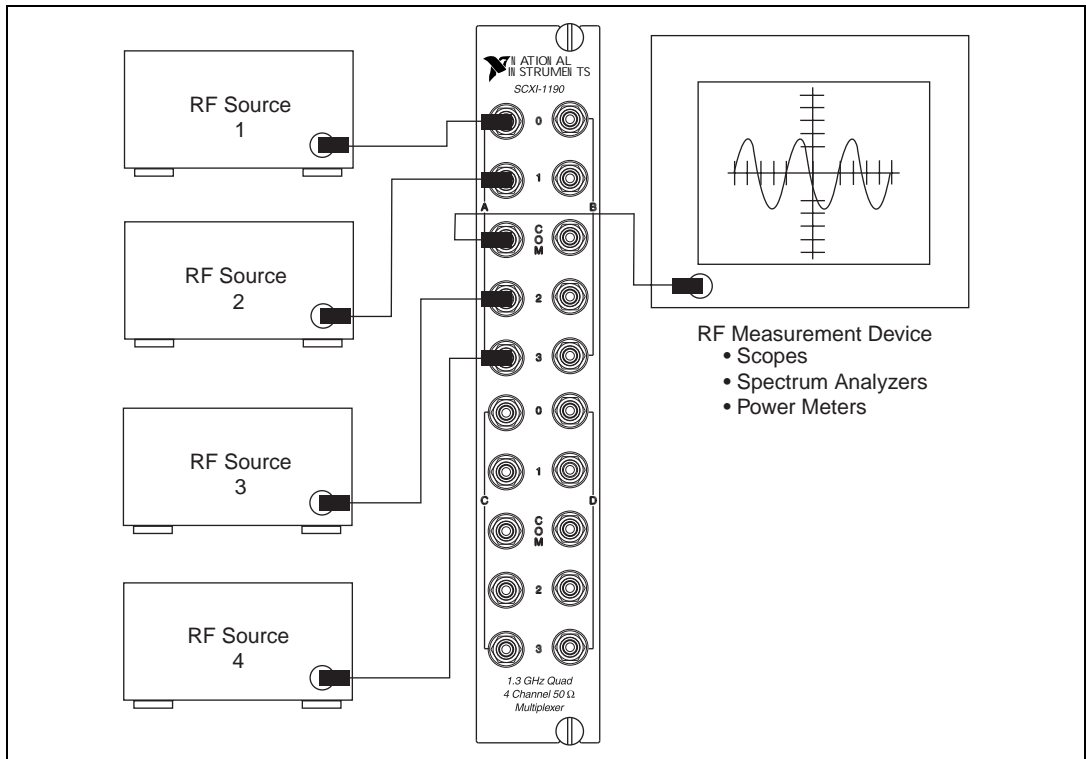 RF Source
1
RF Source
2
RF Source
3
RF Source
4
NATIONAL
INSTRUMENTS
SCXI-1190
0
1
A
B
COM
2
3
0
1
C
D
COM
2
3
1.3 GHz Quad
4 Channel 50 Ω
Multiplexer
RF Measurement Device
• Scopes
• Spectrum Analyzers
• Power Meters